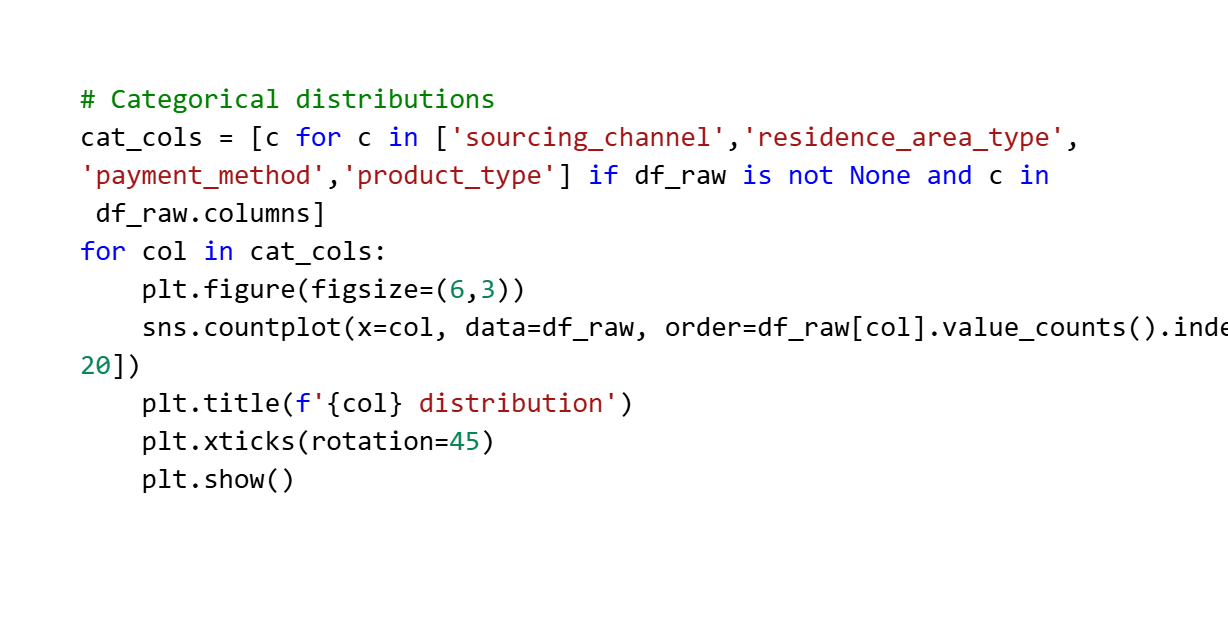 # Categorical distributions
cat_cols = [c for c in ['sourcing_channel','residence_area_type',
'payment_method','product_type'] if df_raw is not None and c in
 df_raw.columns]
for col in cat_cols:
    plt.figure(figsize=(6,3))
    sns.countplot(x=col, data=df_raw, order=df_raw[col].value_counts().inde
20])
    plt.title(f'{col} distribution')
    plt.xticks(rotation=45)
    plt.show()